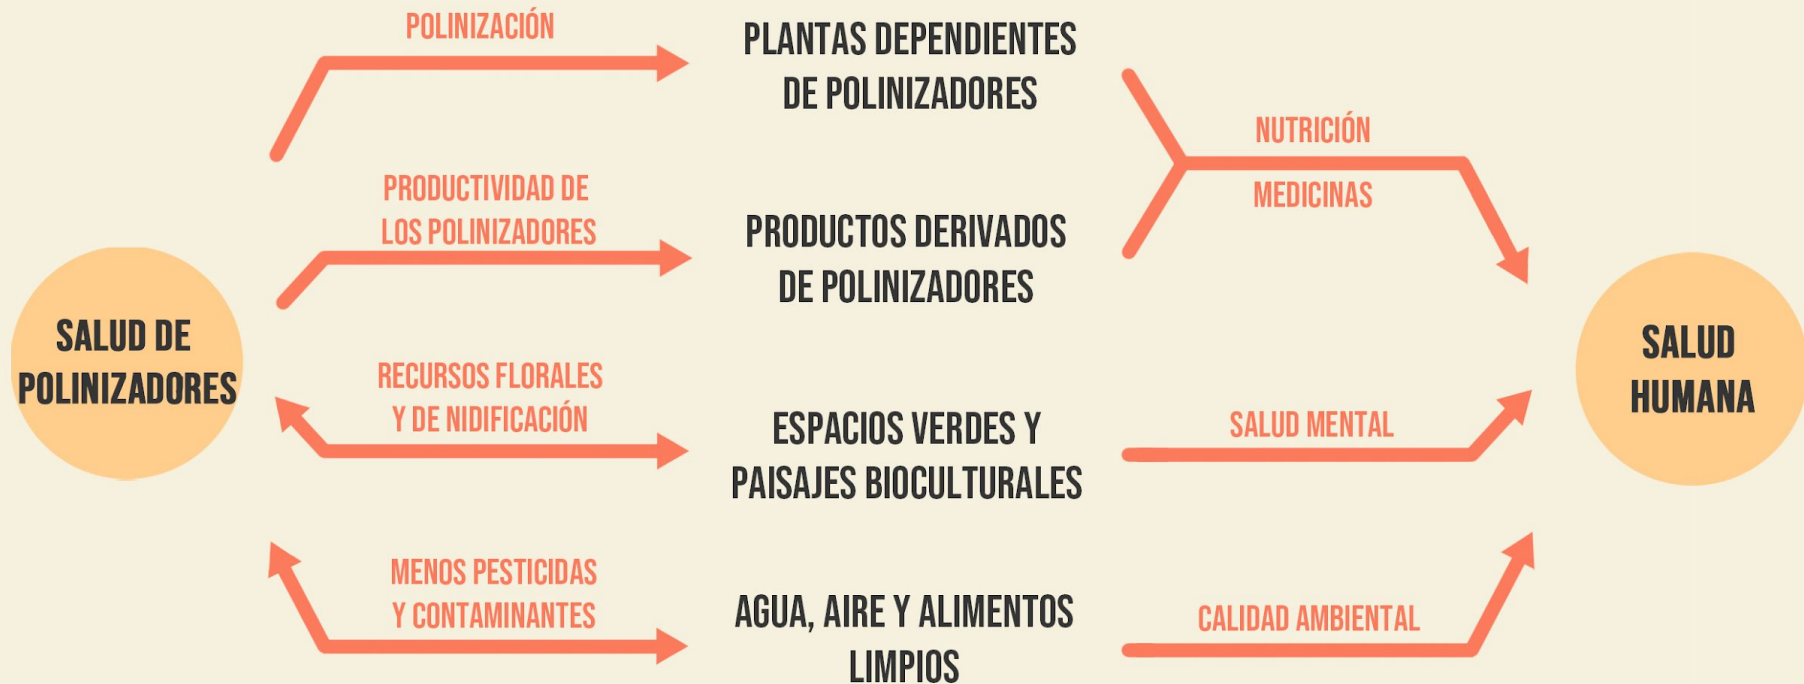 POLINIZACIÓN
PLANTAS DEPENDIENTES
DE POLINIZADORES
NUTRICIÓN
MEDICINAS
PRODUCTIVIDAD DE
LOS POLINIZADORES
PRODUCTOS DERIVADOS
DE POLINIZADORES
SALUD DE
POLINIZADORES
SALUD
HUMANA
RECURSOS FLORALES
Y DE NIDIFICACIÓN
ESPACIOS VERDES Y
PAISAJES BIOCULTURALES
SALUD MENTAL
MENOS PESTICIDAS
Y CONTAMINANTES
AGUA, AIRE Y ALIMENTOS
LIMPIOS
CALIDAD AMBIENTAL